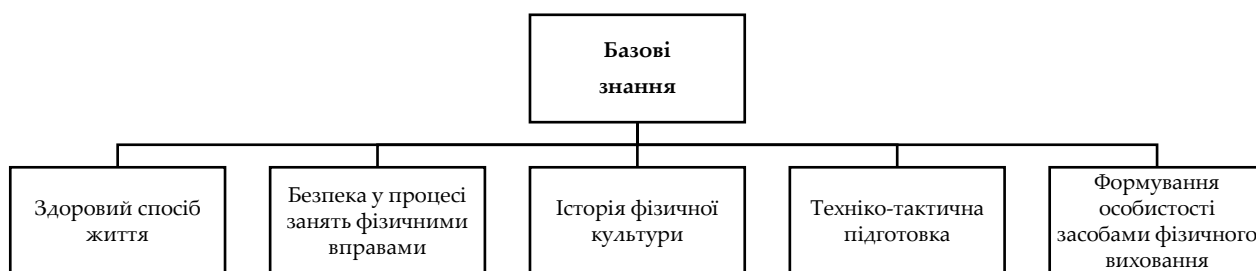 Базові
знання
Здоровий спосіб
життя
Безпека у процесі
занять фізичними
вправами
Історія фізичної
культури
Техніко-тактична
підготовка
Формування
особистості
засобами фізичного
виховання